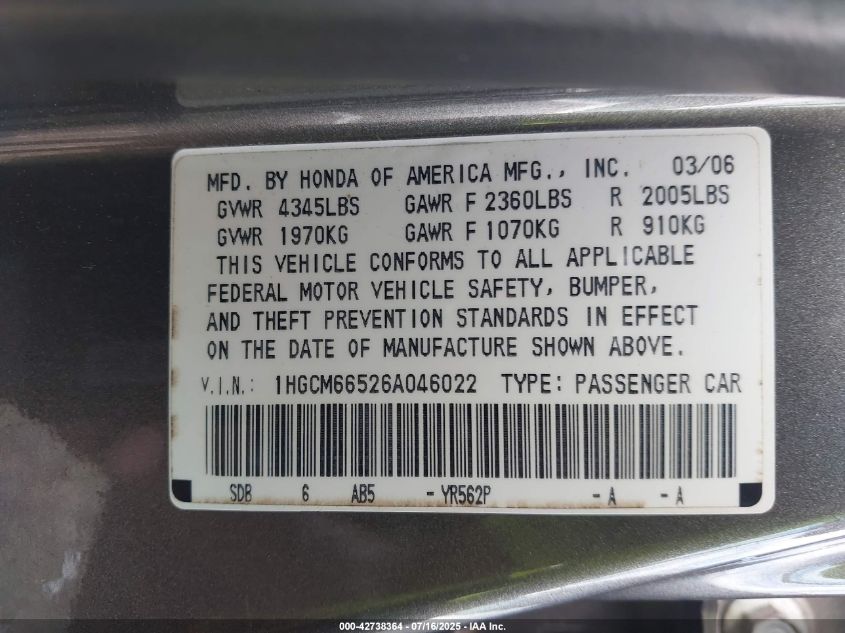 MFD. BY HONDA OF AMERICA MFG., INC. 03/06
GVWR 4345LBS GAWR F 2360LBS R 2005LBS
GVWR 1970KG GAWR F 1070KG R 910KG
THIS VEHICLE CONFORMS TO ALL APPLICABLE
FEDERAL MOTOR VEHICLE SAFETY, BUMPER,
AND THEFT PREVENTION STANDARDS IN EFFECT
ON THE DATE OF MANUFACTURE SHOWN ABOVE.
V.I.N.: 1HGCM66526A046022 TYPE: PASSENGER CAR
SDB 6 AB5 - YR562P - A - A
000-42738364 - 07/16/2025 - IAA Inc.